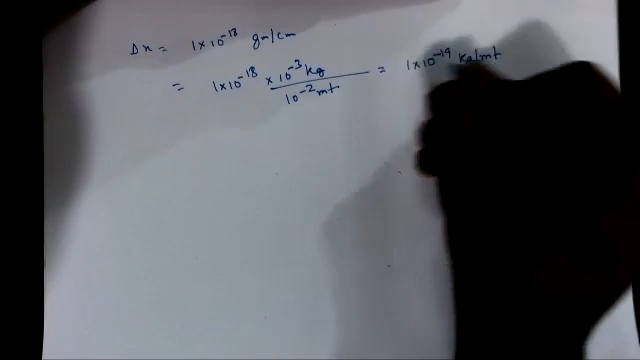 Δx = 1×10⁻¹⁸ gm/cm
= 1×10⁻¹⁸ × 10⁻³ kg / 10⁻² mt = 1×10⁻¹⁹ kg/mt